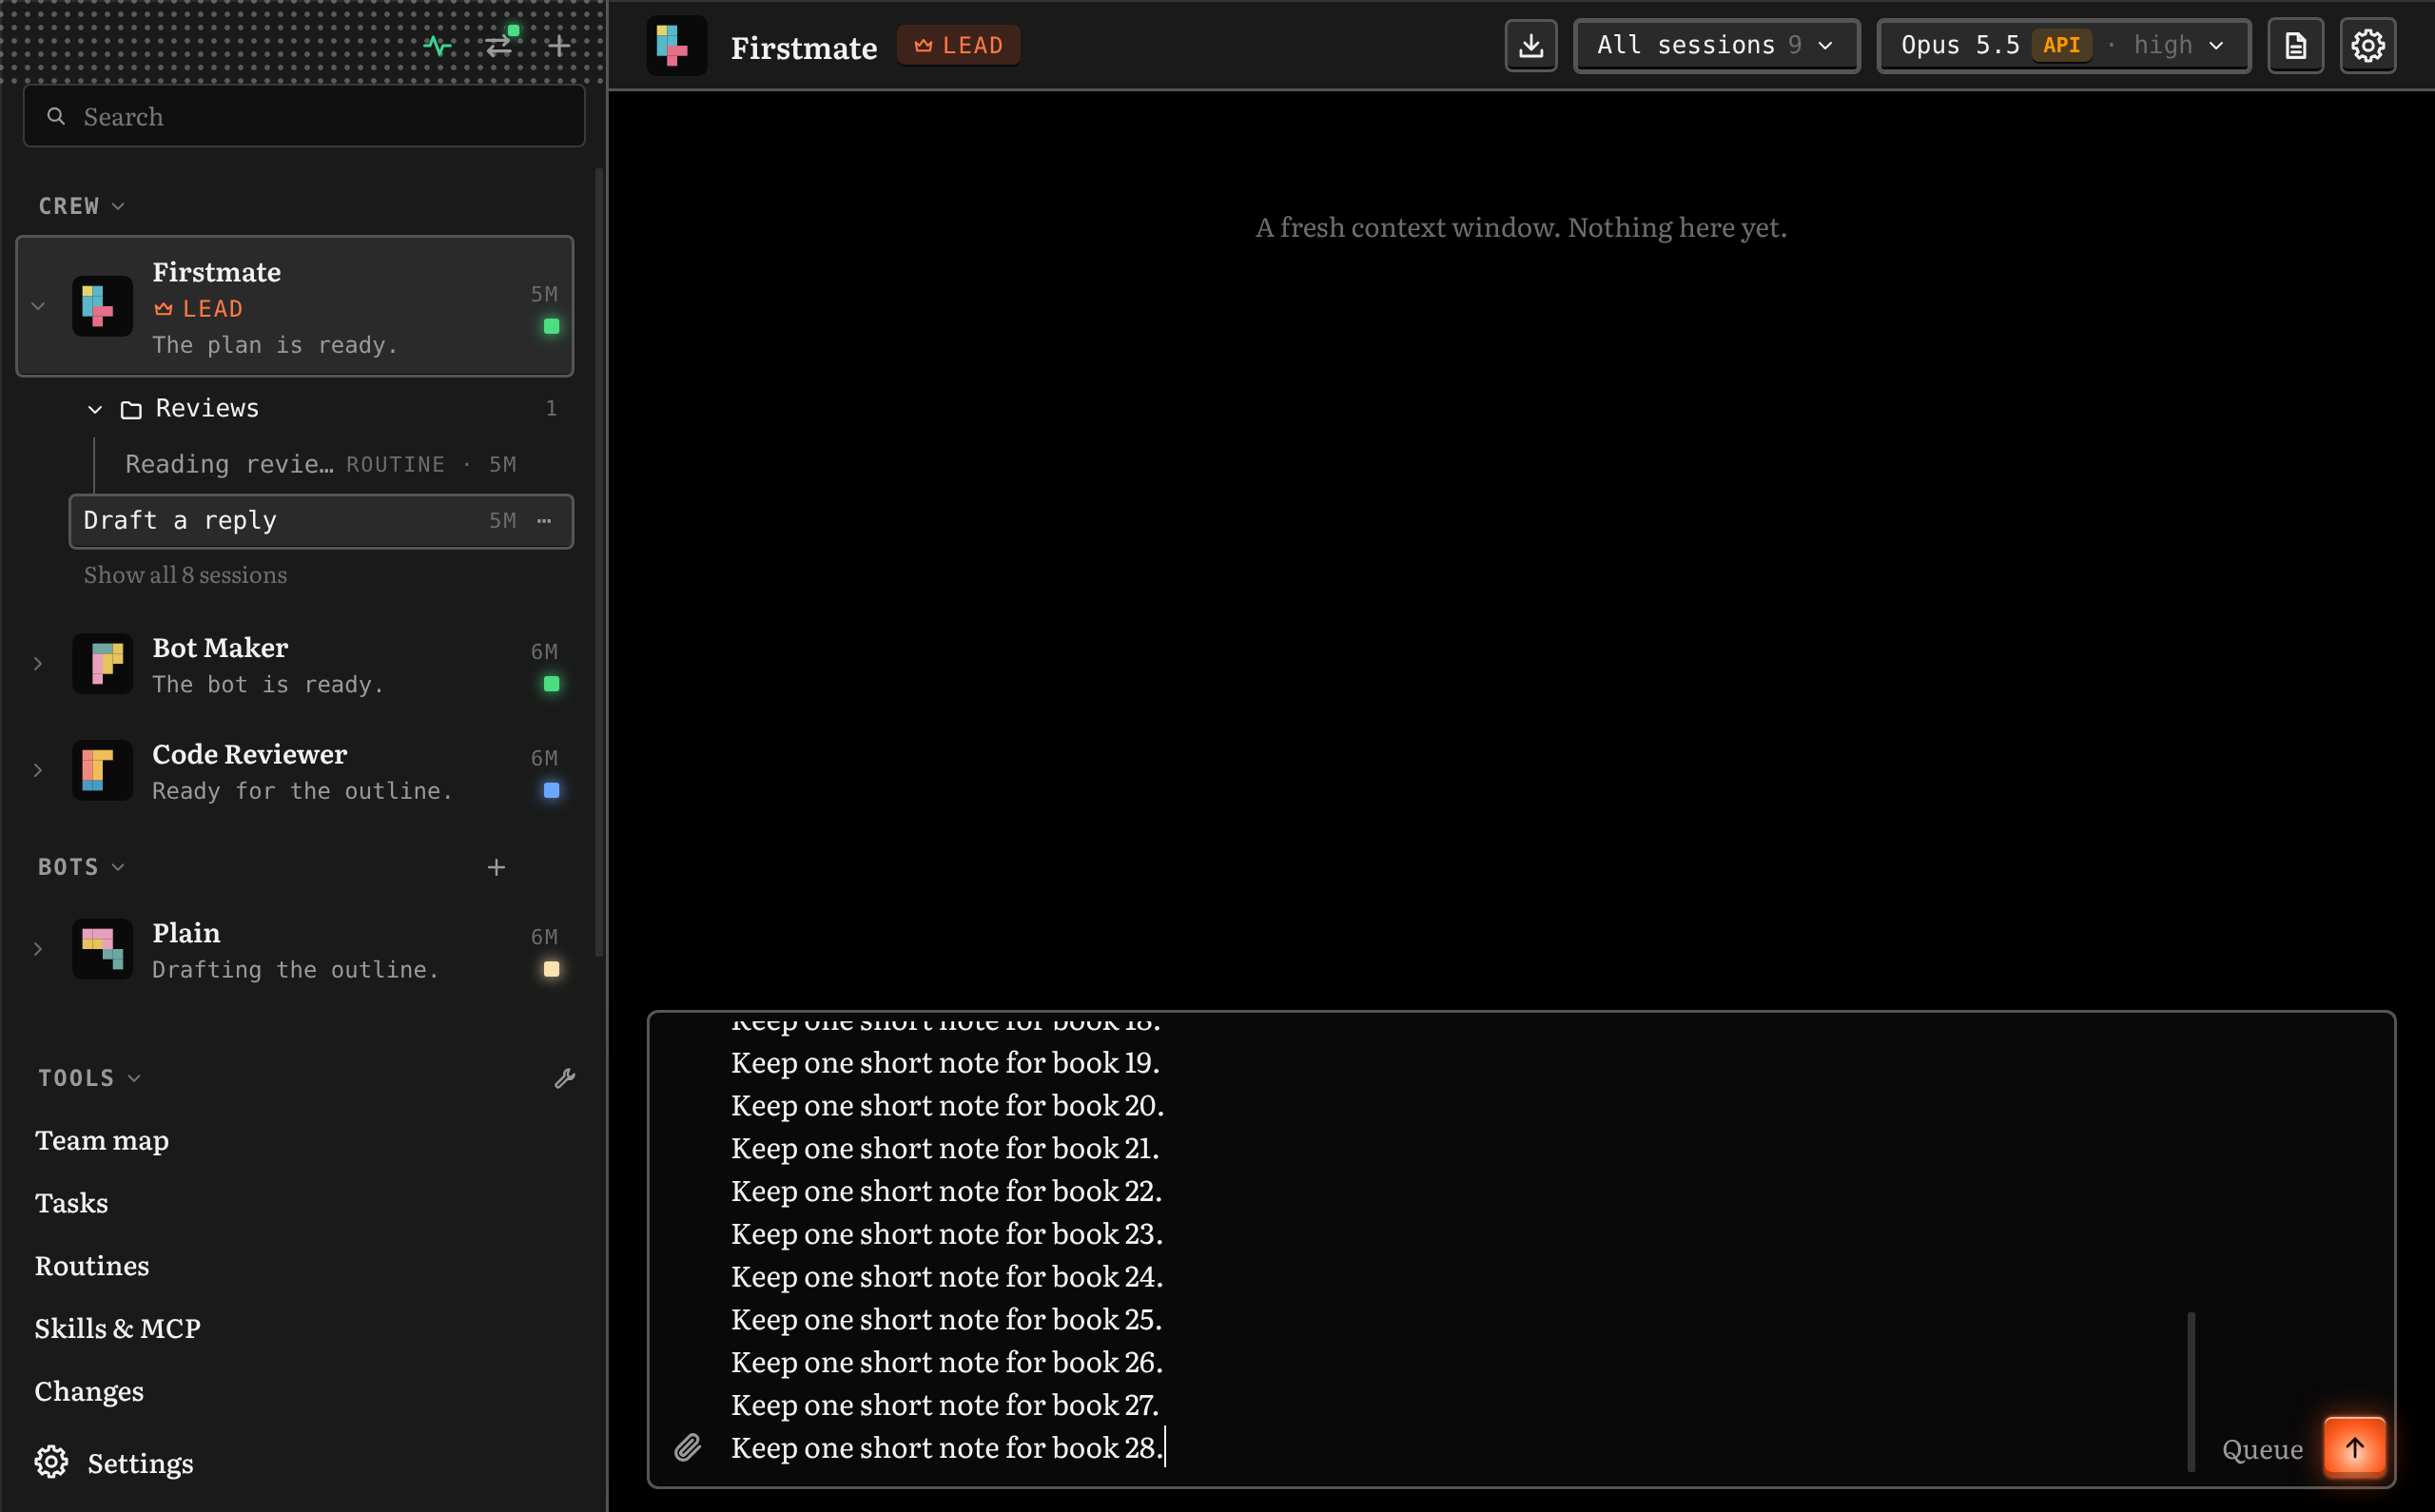 Search
CREW
Firstmate
LEAD
The plan is ready.
5M
Reviews 1
Reading revie… ROUTINE · 5M
Draft a reply 5M
Show all 8 sessions
Bot Maker
The bot is ready.
6M
Code Reviewer
Ready for the outline.
6M
BOTS
Plain
Drafting the outline.
6M
TOOLS
Team map
Tasks
Routines
Skills & MCP
Changes
Settings
Firstmate LEAD
All sessions 9
Opus 5.5 API · high
A fresh context window. Nothing here yet.
Keep one short note for book 18.
Keep one short note for book 19.
Keep one short note for book 20.
Keep one short note for book 21.
Keep one short note for book 22.
Keep one short note for book 23.
Keep one short note for book 24.
Keep one short note for book 25.
Keep one short note for book 26.
Keep one short note for book 27.
Keep one short note for book 28.
Queue